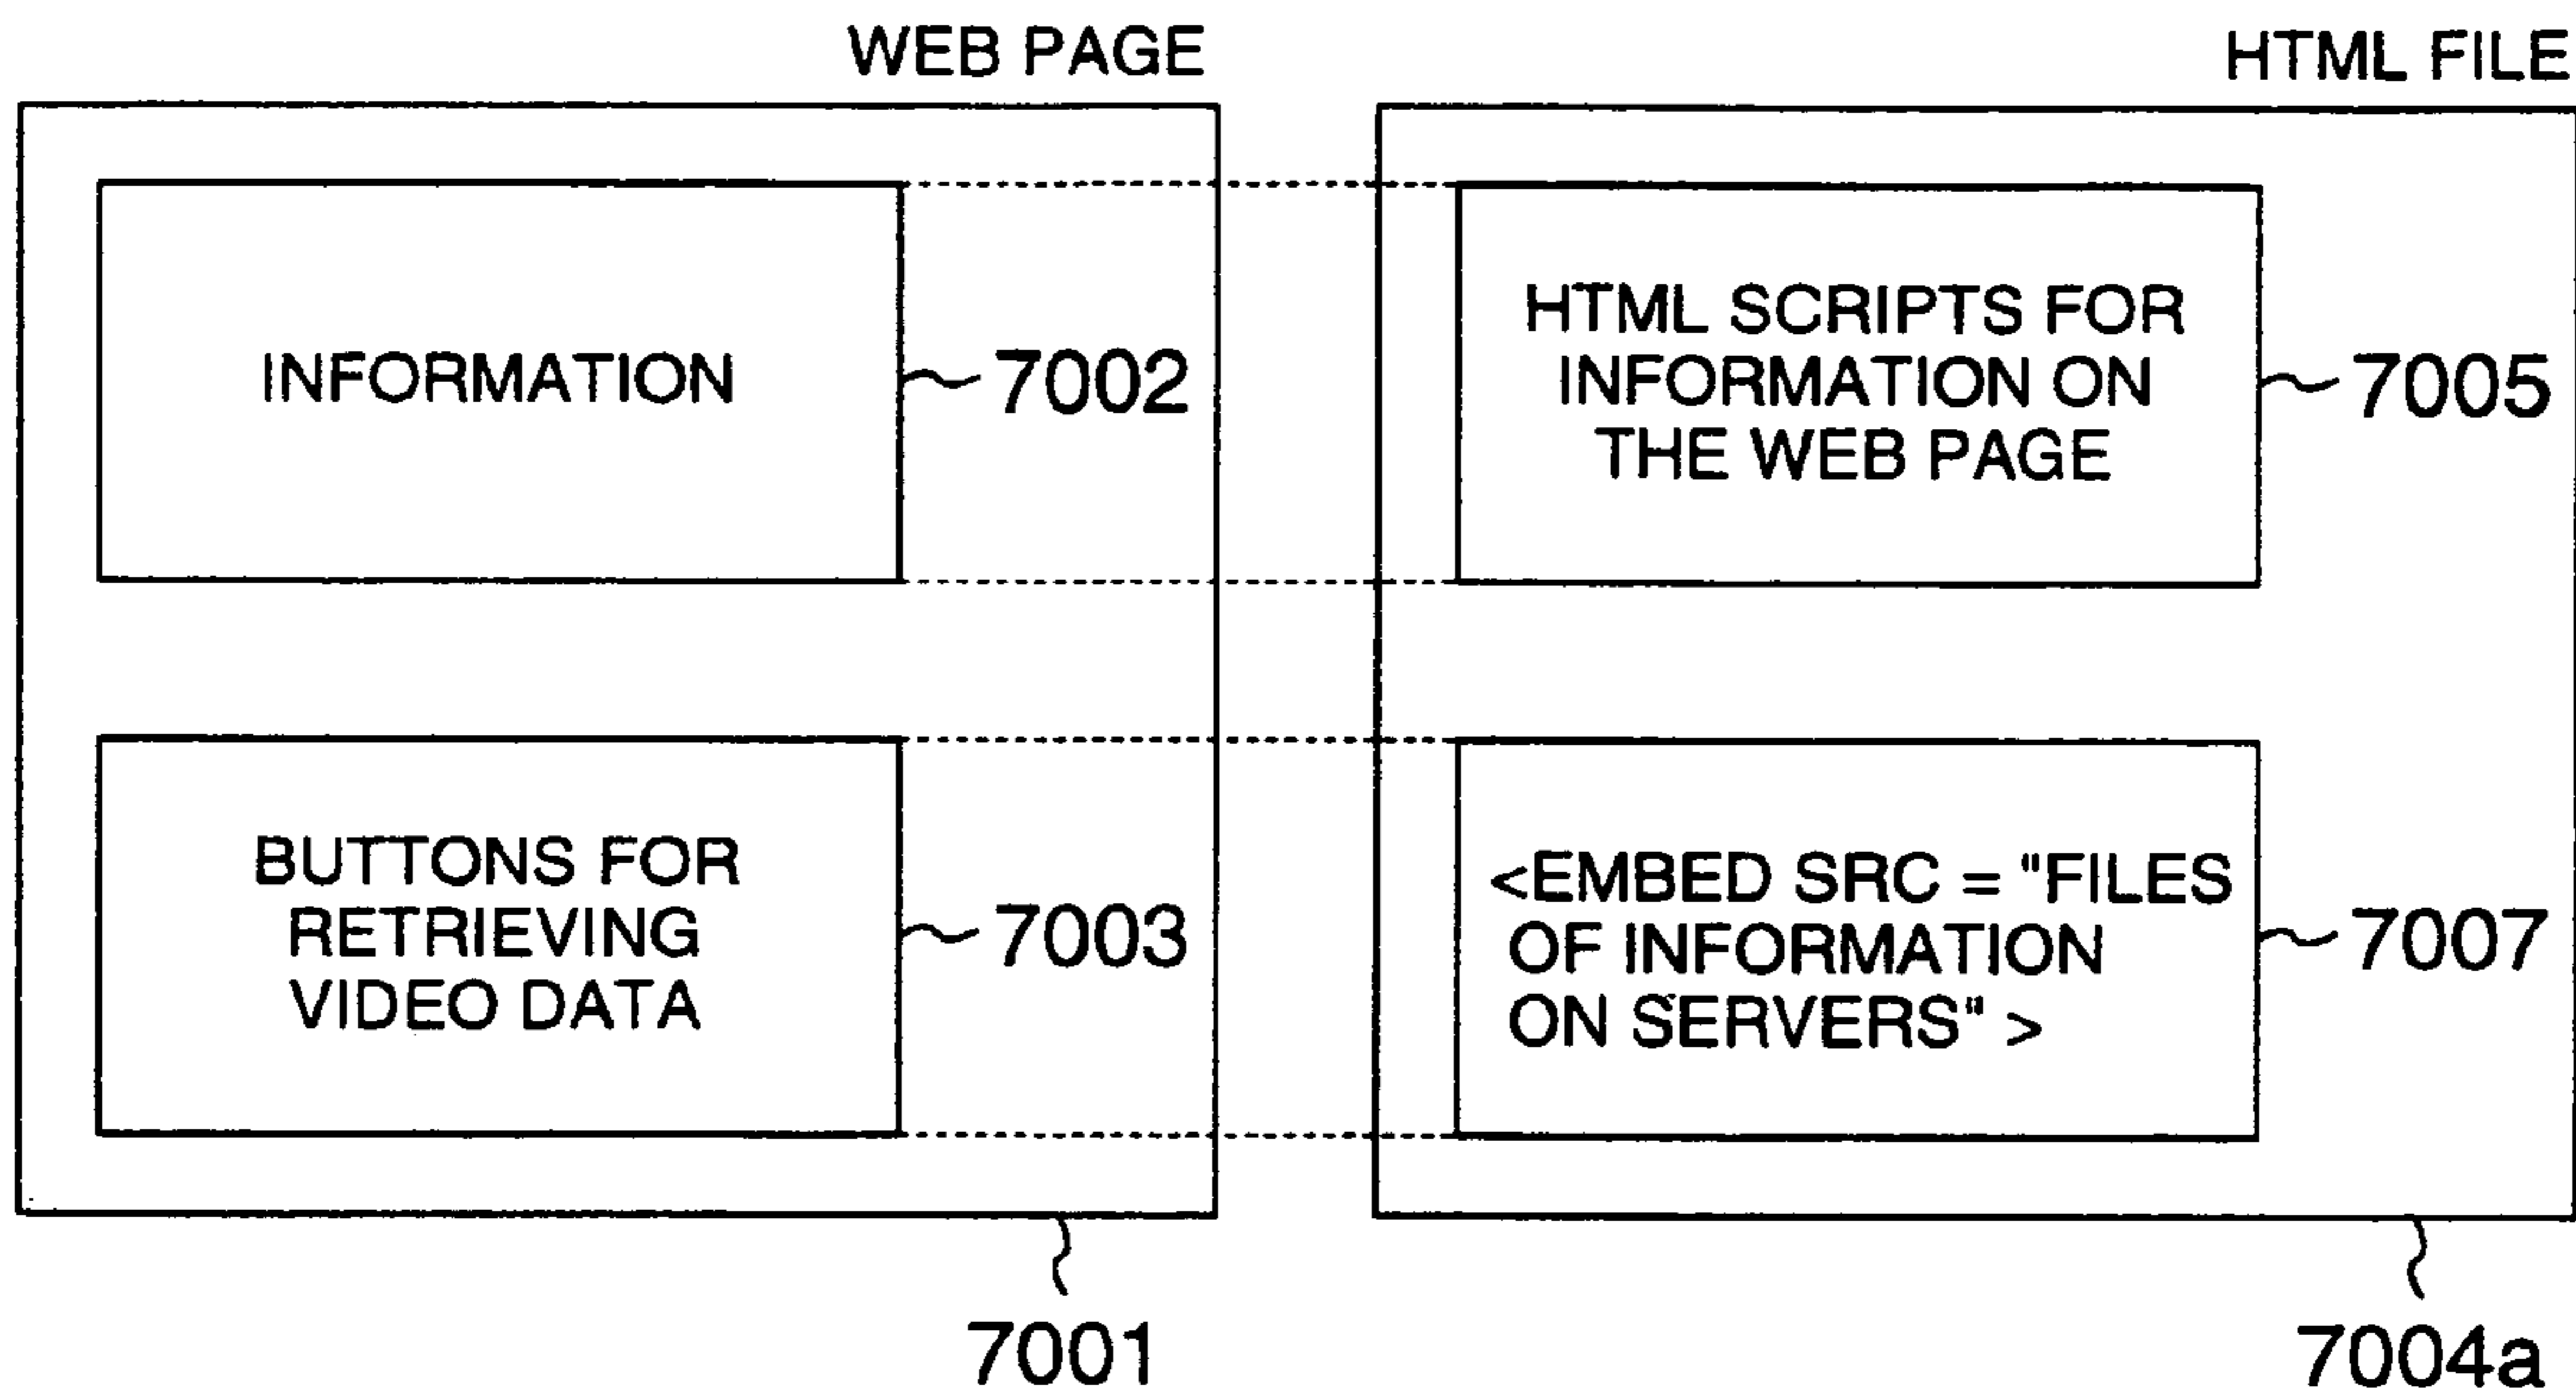 WEB PAGE
INFORMATION
7002
BUTTONS FOR
RETRIEVING
VIDEO DATA
7003
7001
HTML FILE
HTML SCRIPTS FOR
INFORMATION ON
THE WEB PAGE
7005
<EMBED SRC = "FILES
OF INFORMATION
ON SERVERS" >
7007
7004a